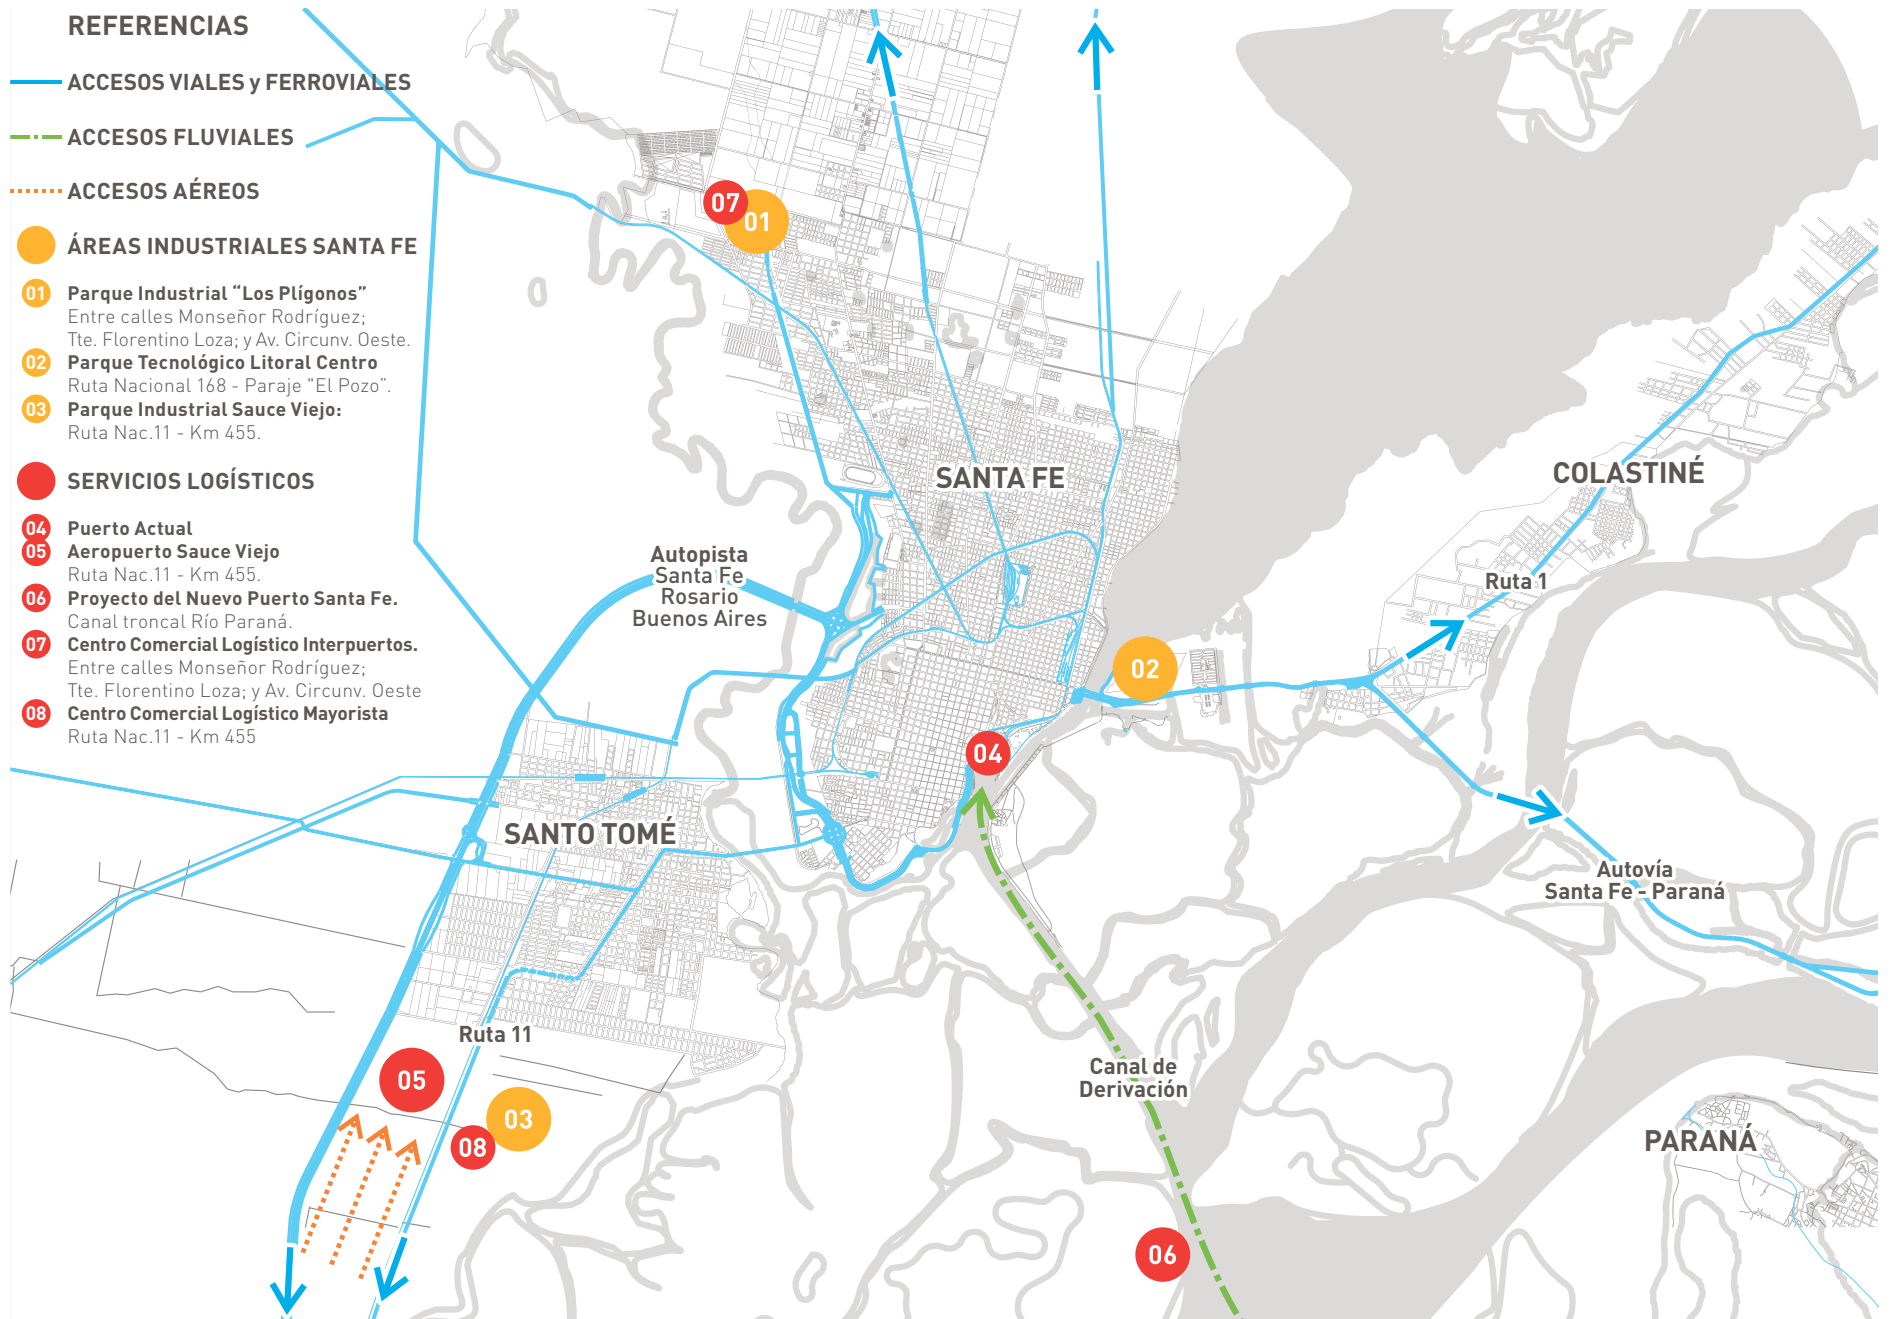 REFERENCIAS
ACCESOS VIALES y FERROVIALES
ACCESOS FLUVIALES
ACCESOS AÉREOS
ÁREAS INDUSTRIALES SANTA FE
01 Parque Industrial “Los Plígonos”
Entre calles Monseñor Rodríguez;
Tte. Florentino Loza; y Av. Circunv. Oeste.
02 Parque Tecnológico Litoral Centro
Ruta Nacional 168 - Paraje "El Pozo".
03 Parque Industrial Sauce Viejo:
Ruta Nac.11 - Km 455.
SERVICIOS LOGÍSTICOS
04 Puerto Actual
05 Aeropuerto Sauce Viejo
Ruta Nac.11 - Km 455.
06 Proyecto del Nuevo Puerto Santa Fe.
Canal troncal Río Paraná.
07 Centro Comercial Logístico Interpuertos.
Entre calles Monseñor Rodríguez;
Tte. Florentino Loza; y Av. Circunv. Oeste
08 Centro Comercial Logístico Mayorista
Ruta Nac.11 - Km 455
07
01
SANTA FE
COLASTINÉ
Autopista
Santa Fe
Rosario
Buenos Aires
Ruta 1
02
04
SANTO TOMÉ
Autovía
Santa Fe - Paraná
Ruta 11
05
03
08
Canal de
Derivación
PARANÁ
06